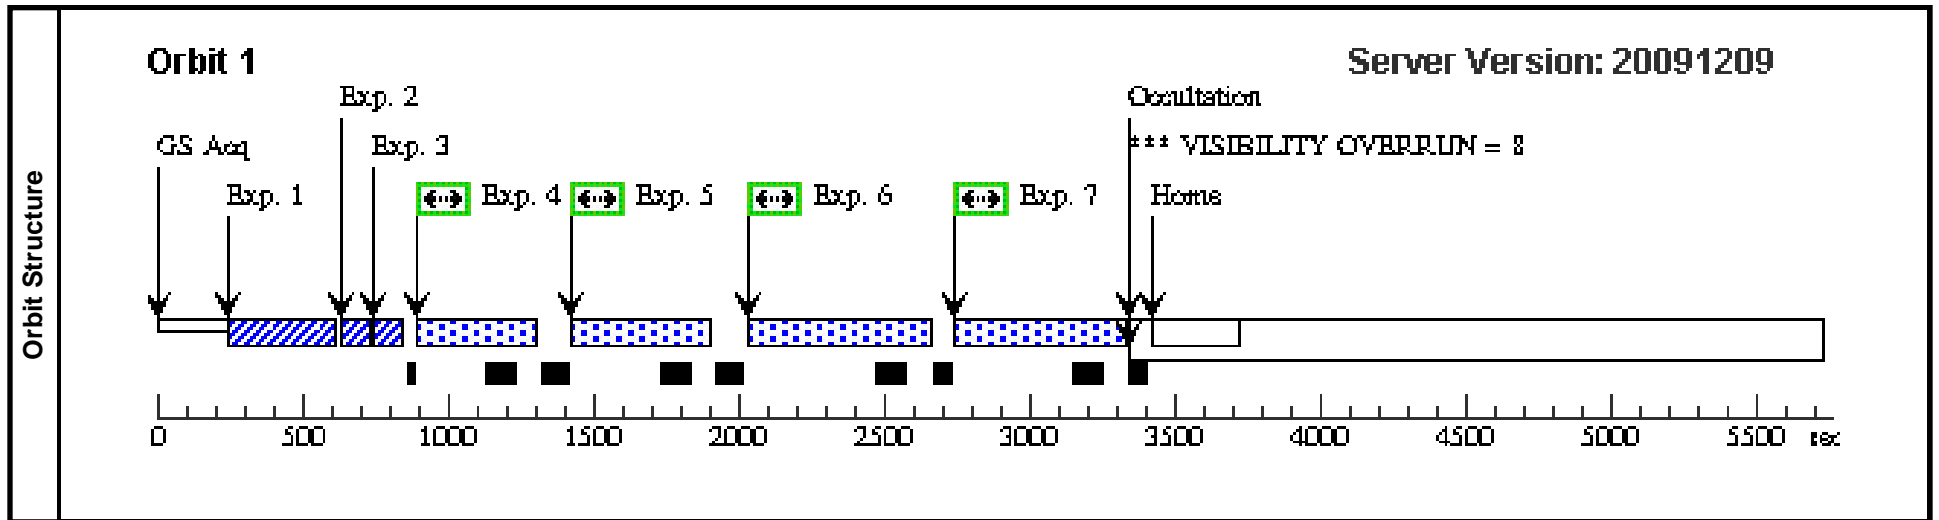 Orbit Structure
Orbit 1
Server Version: 20091209
Exp. 2
Occultation
GS Acq
Exp. 3
*** VISIBILITY OVERRUN = 8
Exp. 1
Exp. 4
Exp. 5
Exp. 6
Exp. 7
Home
0 500 1000 1500 2000 2500 3000 3500 4000 4500 5000 5500 sec